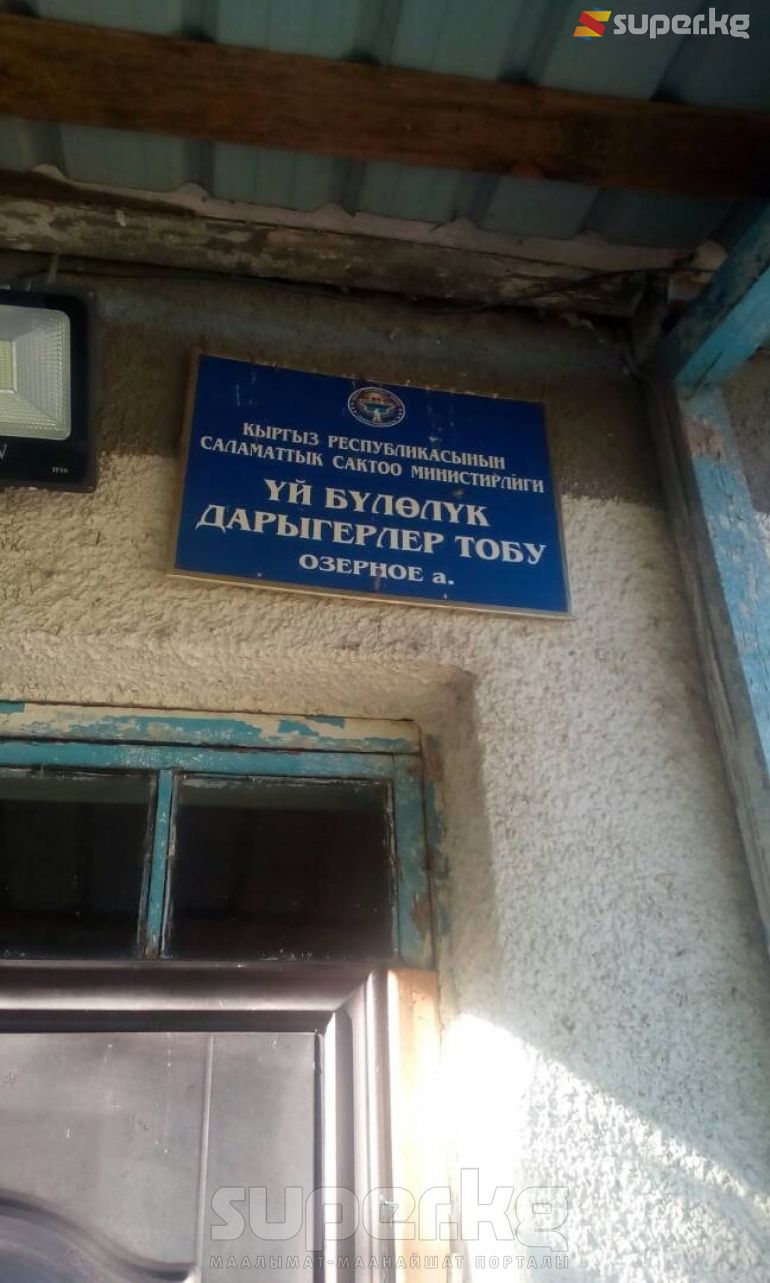 super.kg
КЫРГЫЗ РЕСПУБЛИКАСЫНЫН
САЛАМАТТЫК САКТОО МИНИСТИРЛИГИ
ҮЙ БҮЛӨЛҮК
ДАРЫГЕРЛЕР ТОБУ
ОЗЕРНОЕ а.
super.kg
МААЛЫМАТ-МААНАЙШАТ ПОРТАЛЫ